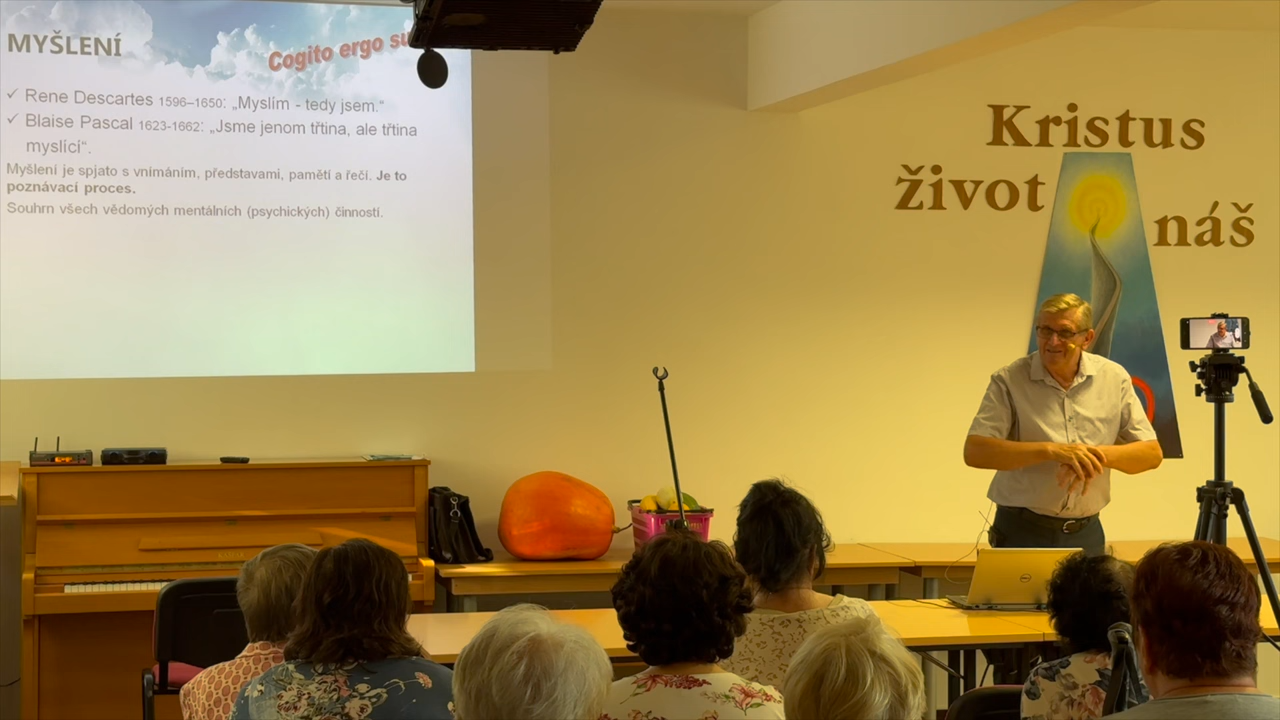 MYŠLENÍ
Cogito ergo su
✓ Rene Descartes 1596–1650: „Myslím - tedy jsem.“
✓ Blaise Pascal 1623-1662: „Jsme jenom třtina, ale třtina
myslící“.
Myšlení je spjato s vnímáním, představami, pamětí a řečí. Je to
poznávací proces.
Souhrn všech vědomých mentálních (psychických) činností.
Kristus
život
náš
DELL